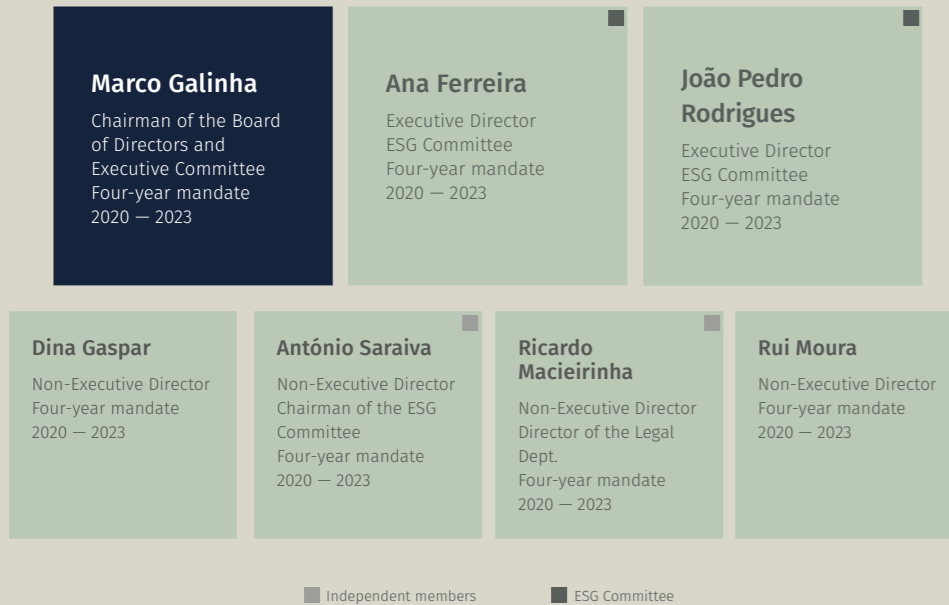 Marco Galinha
Chairman of the Board
of Directors and
Executive Committee
Four-year mandate
2020 — 2023
Ana Ferreira
Executive Director
ESG Committee
Four-year mandate
2020 — 2023
João Pedro
Rodrigues
Executive Director
ESG Committee
Four-year mandate
2020 — 2023
Dina Gaspar
Non-Executive Director
Four-year mandate
2020 — 2023
António Saraiva
Non-Executive Director
Chairman of the ESG
Committee
Four-year mandate
2020 — 2023
Ricardo
Macieirinha
Non-Executive Director
Director of the Legal
Dept.
Four-year mandate
2020 — 2023
Rui Moura
Non-Executive Director
Four-year mandate
2020 — 2023
Independent members
ESG Committee